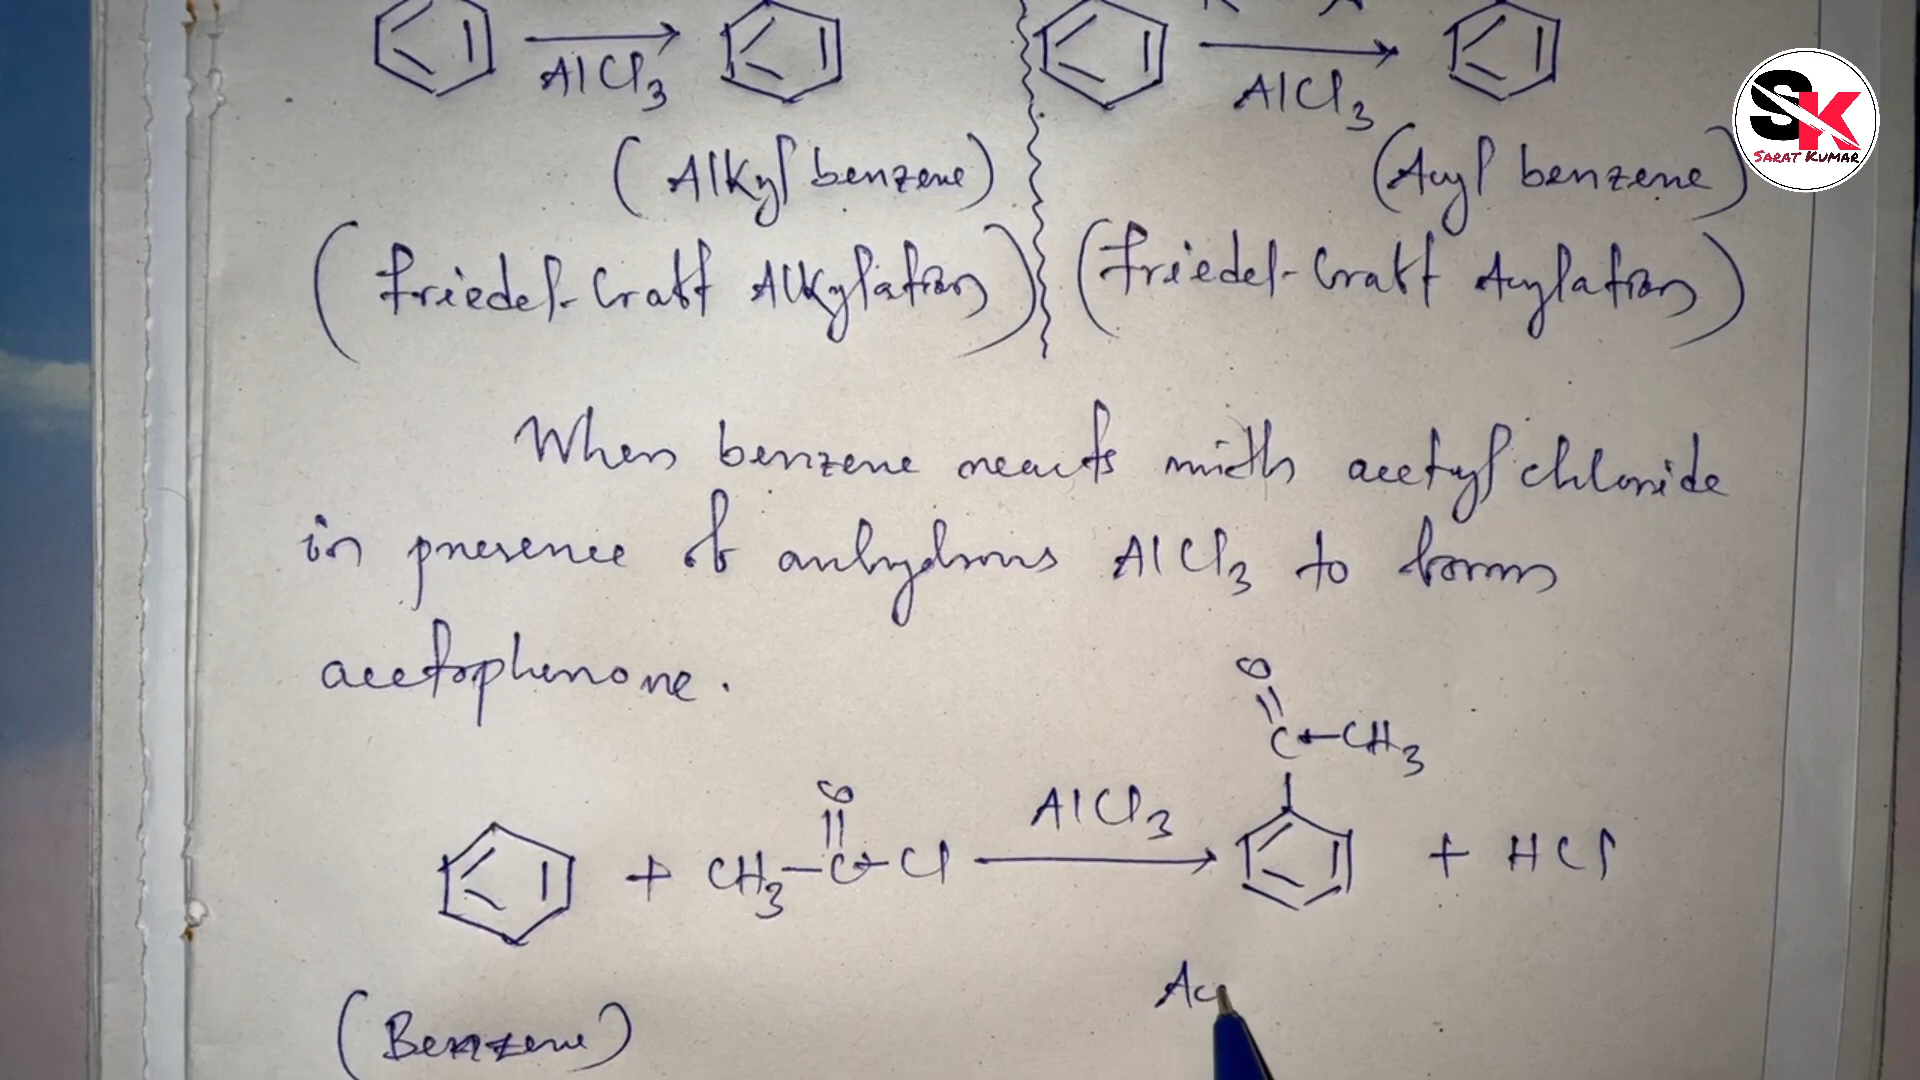 AlCl3 AlCl3
(Alkyl benzene) (Acyl benzene)
(Friedel-Craft Alkylation) (Friedel-Craft Acylation)
SK
SARAT KUMAR
When benzene reacts with acetyl chloride
in presence of anhydrous AlCl3 to form
acetophenone.
O
C-CH3
O
AlCl3
+ CH3-C-Cl → + HCl
Ac
(Benzene)